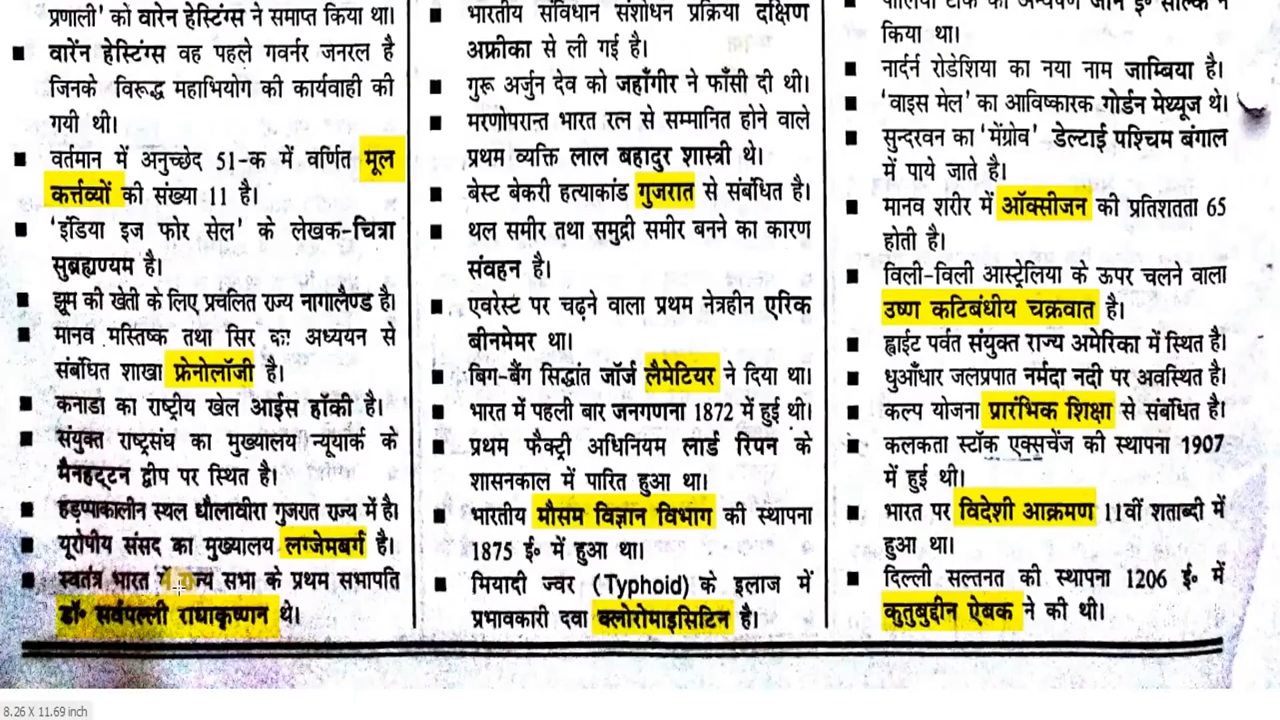 प्रणाली' को वारेन हेस्टिंग्स ने समाप्त किया था।
■ वारेंन हेस्टिंग्स वह पहले गवर्नर जनरल है
जिनके विरूद्ध महाभियोग की कार्यवाही की
गयी थी।
■ वर्तमान में अनुच्छेद 51-क में वर्णित मूल
कर्त्तव्यों की संख्या 11 है।
■ 'इंडिया इज फोर सेल' के लेखक-चित्रा
सुब्रह्मण्यम है।
■ झूम की खेती के लिए प्रचलित राज्य नागालैण्ड है।
■ मानव मस्तिष्क तथा सिर के अध्ययन से
संबंधित शाखा फ्रेनोलॉजी है।
■ कनाडा का राष्ट्रीय खेल आईस हॉकी है।
■ संयुक्त राष्ट्रसंघ का मुख्यालय न्यूयार्क के
मैनहट्टन द्वीप पर स्थित है।
■ हड़प्पाकालीन स्थल धौलावीरा गुजरात राज्य में है।
■ यूरोपीय संसद का मुख्यालय लग्जेमबर्ग है।
■ स्वतंत्र भारत में राज्य सभा के प्रथम सभापति
डॉ॰ सर्वपल्ली राधाकृष्णन थे।
■ भारतीय संविधान संशोधन प्रक्रिया दक्षिण
अफ्रीका से ली गई है।
■ गुरू अर्जुन देव को जहाँगीर ने फाँसी दी थी।
■ मरणोपरान्त भारत रत्न से सम्मानित होने वाले
प्रथम व्यक्ति लाल बहादुर शास्त्री थे।
■ बेस्ट बेकरी हत्याकांड गुजरात से संबंधित है।
■ थल समीर तथा समुद्री समीर बनने का कारण
संवहन है।
■ एवरेस्ट पर चढ़ने वाला प्रथम नेत्रहीन एरिक
बीनमेमर था।
■ बिग-बैंग सिद्धांत जॉर्ज लैमेटियर ने दिया था।
■ भारत में पहली बार जनगणना 1872 में हुई थी।
■ प्रथम फैक्ट्री अधिनियम लार्ड रिपन के
शासनकाल में पारित हुआ था।
■ भारतीय मौसम विज्ञान विभाग की स्थापना
1875 ई॰ में हुआ था।
■ मियादी ज्वर (Typhoid) के इलाज में
प्रभावकारी दवा क्लोरोमाइसिटिन है।
किया था।
■ नार्दर्न रोडेशिया का नया नाम जाम्बिया है।
■ 'वाइस मेल' का आविष्कारक गोर्डन मेथ्यूज थे।
■ सुन्दरवन का 'मेंग्रोव' डेल्टाई पश्चिम बंगाल
में पाये जाते है।
■ मानव शरीर में ऑक्सीजन की प्रतिशतता 65
होती है।
■ विली-विली आस्ट्रेलिया के ऊपर चलने वाला
उष्ण कटिबंधीय चक्रवात है।
■ ह्वाईट पर्वत संयुक्त राज्य अमेरिका में स्थित है।
■ धुआँधार जलप्रपात नर्मदा नदी पर अवस्थित है।
■ कल्प योजना प्रारंभिक शिक्षा से संबंधित है।
■ कलकता स्टॉक एक्सचेंज की स्थापना 1907
में हुई थी।
■ भारत पर विदेशी आक्रमण 11वीं शताब्दी में
हुआ था।
■ दिल्ली सल्तनत की स्थापना 1206 ई॰ में
कुतुबुद्दीन ऐबक ने की थी।
8.26 X 11.69 inch